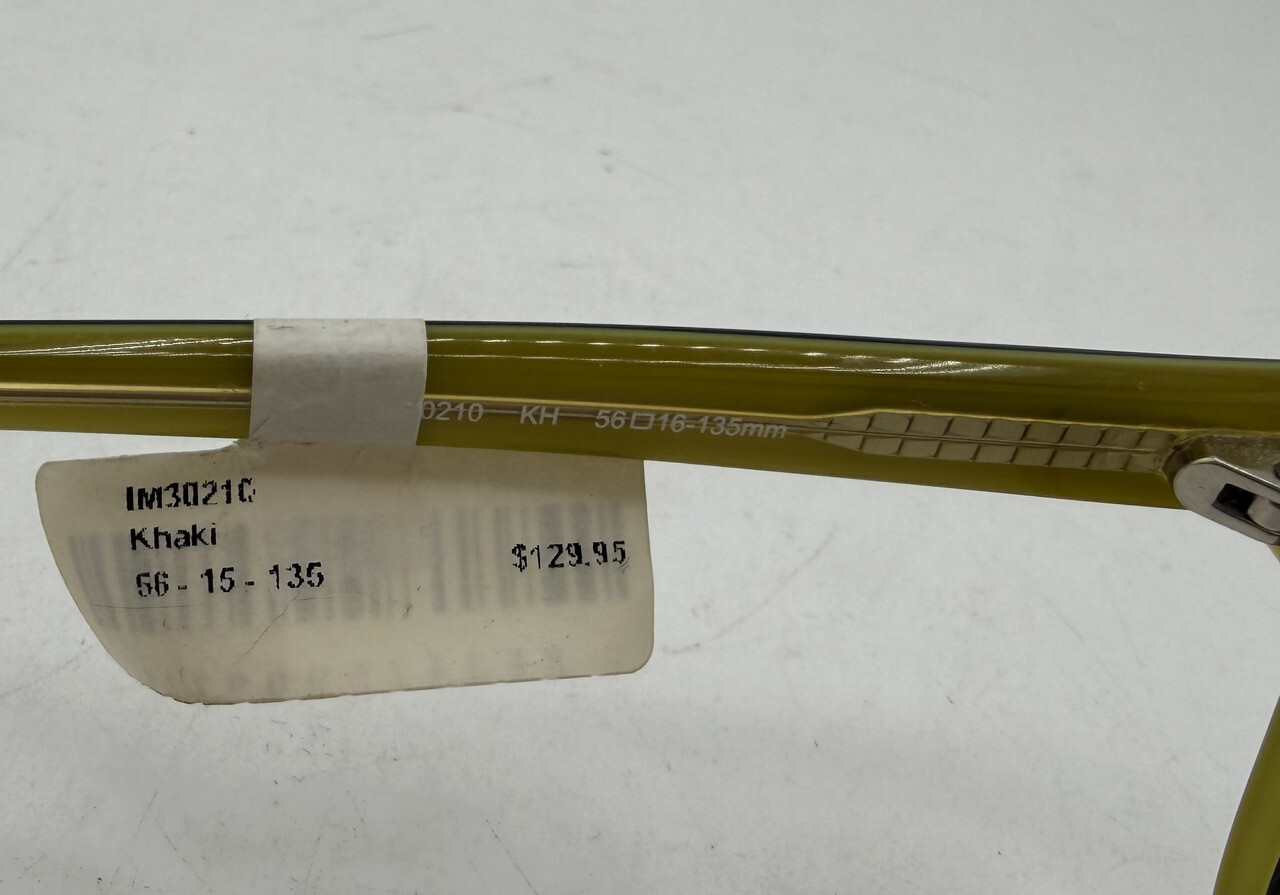 0210 KH 56□16-135mm
IM30210
Khaki
56 - 15 - 135
$129.95